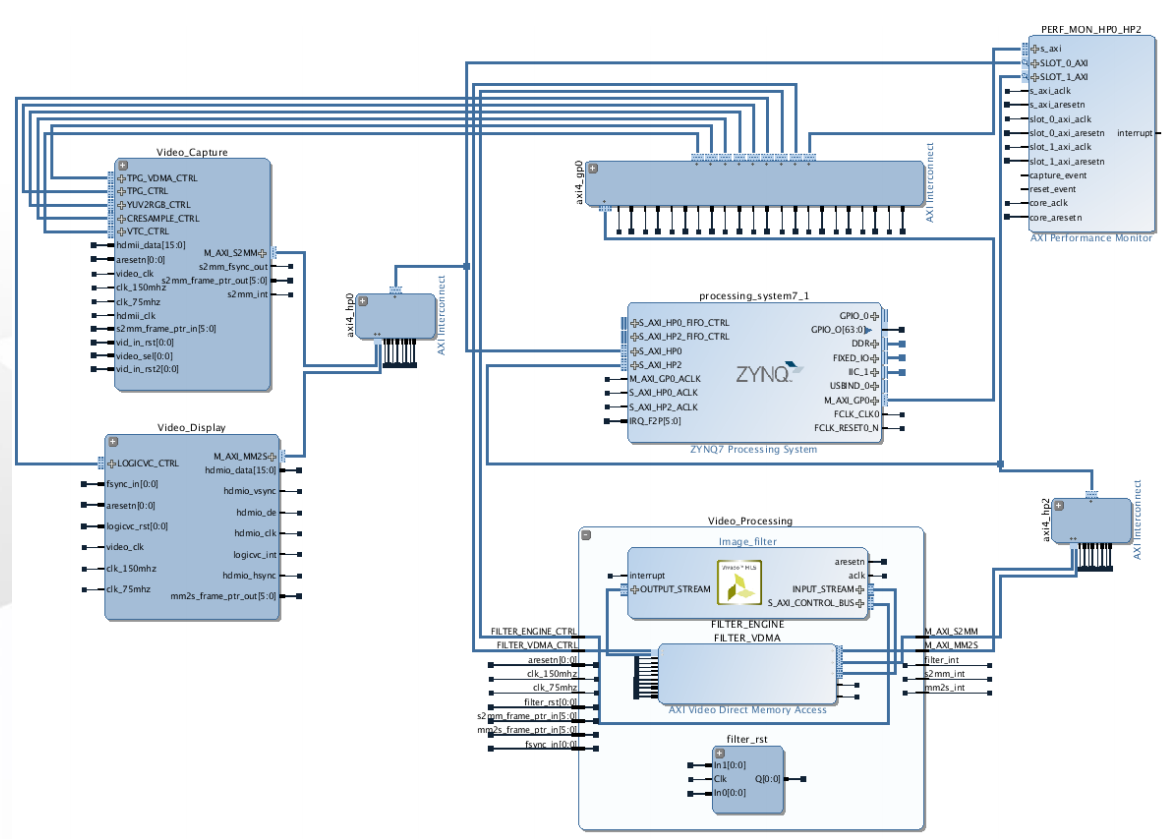 PERF_MON_HP0_HP2
s_axi
SLOT_0_AXI
SLOT_1_AXI
s_axi_aclk
s_axi_aresetn
slot_0_axi_aclk
slot_0_axi_aresetn
slot_1_axi_aclk
slot_1_axi_aresetn
capture_event
reset_event
core_aclk
core_aresetn
interrupt
AXI Performance Monitor
Video_Capture
TPG_VDMA_CTRL
TPG_CTRL
YUV2RGB_CTRL
CRESAMPLE_CTRL
VTC_CTRL
hdmii_data[15:0]
aresetn[0:0]
video_clk
clk_150mhz
clk_75mhz
hdmii_clk
s2mm_frame_ptr_in[5:0]
vid_in_rst[0:0]
video_sel[0:0]
vid_in_rst2[0:0]
M_AXI_S2MM
s2mm_fsync_out
s2mm_frame_ptr_out[5:0]
s2mm_int
axi4_gp0
AXI Interconnect
axi4_hp0
AXI Interconnect
processing_system7_1
S_AXI_HP0_FIFO_CTRL
S_AXI_HP2_FIFO_CTRL
S_AXI_HP0
S_AXI_HP2
M_AXI_GP0_ACLK
S_AXI_HP0_ACLK
S_AXI_HP2_ACLK
IRQ_F2P[5:0]
ZYNQ
GPIO_0
GPIO_O[63:0]
DDR
FIXED_IO
IIC_1
USBIND_0
M_AXI_GP0
FCLK_CLK0
FCLK_RESET0_N
ZYNQ7 Processing System
Video_Display
LOGICVC_CTRL
fsync_in[0:0]
aresetn[0:0]
logicvc_rst[0:0]
video_clk
clk_150mhz
clk_75mhz
M_AXI_MM2S
hdmio_data[15:0]
hdmio_vsync
hdmio_de
hdmio_clk
logicvc_int
hdmio_hsync
mm2s_frame_ptr_out[5:0]
axi4_hp2
AXI Interconnect
Video_Processing
Image_filter
interrupt
OUTPUT_STREAM
aresetn
aclk
INPUT_STREAM
S_AXI_CONTROL_BUS
FILTER_ENGINE
FILTER_VDMA
AXI Video Direct Memory Access
FILTER_ENGINE_CTRL
FILTER_VDMA_CTRL
aresetn[0:0]
clk_150mhz
clk_75mhz
filter_rst[0:0]
s2mm_frame_ptr_in[5:0]
mm2s_frame_ptr_in[5:0]
fsync_in[0:0]
M_AXI_S2MM
M_AXI_MM2S
filter_int
s2mm_int
mm2s_int
filter_rst
In1[0:0]
Clk
In0[0:0]
Q[0:0]